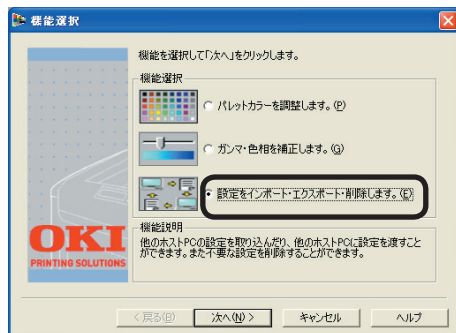 機能選択
機能を選択して「次へ」をクリックします。
機能選択
パレットカラーを調整します。(P)
ガンマ・色相を補正します。(G)
設定をインポート・エクスポート・削除します。(E)
機能説明
他のホストPCの設定を取り込んだり、他のホストPCに設定を渡すこと
ができます。また不要な設定を削除することができます。
OKI
PRINTING SOLUTIONS
< 戻る(B)
次へ(N) >
キャンセル
ヘルプ